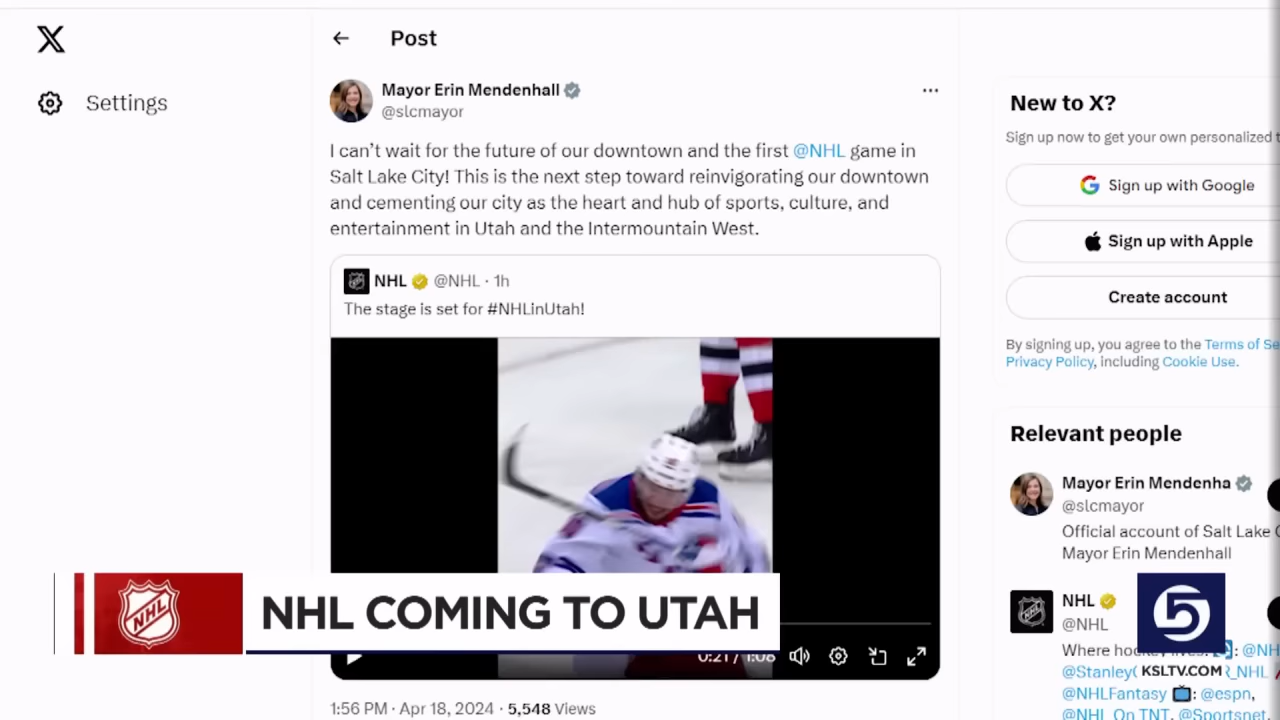 Post
Settings
Mayor Erin Mendenhall
@slcmayor
I can’t wait for the future of our downtown and the first @NHL game in
Salt Lake City! This is the next step toward reinvigorating our downtown
and cementing our city as the heart and hub of sports, culture, and
entertainment in Utah and the Intermountain West.
NHL @NHL · 1h
The stage is set for #NHLinUtah!
NHL
NHL COMING TO UTAH
0:21 / 1:08
1:56 PM · Apr 18, 2024 · 5,548 Views
New to X?
Sign up now to get your own personalized
Sign up with Google
Sign up with Apple
Create account
By signing up, you agree to the Terms of
Privacy Policy, including Cookie Use.
Relevant people
Mayor Erin Mendenha
@slcmayor
Official account of Salt Lake
Mayor Erin Mendenhall
NHL
@NHL
Where
: @NH
@NHL
@NHLFantasy : @espn,
@NHL_On_TNT, @Sportsnet,
5
KSLTV.COM